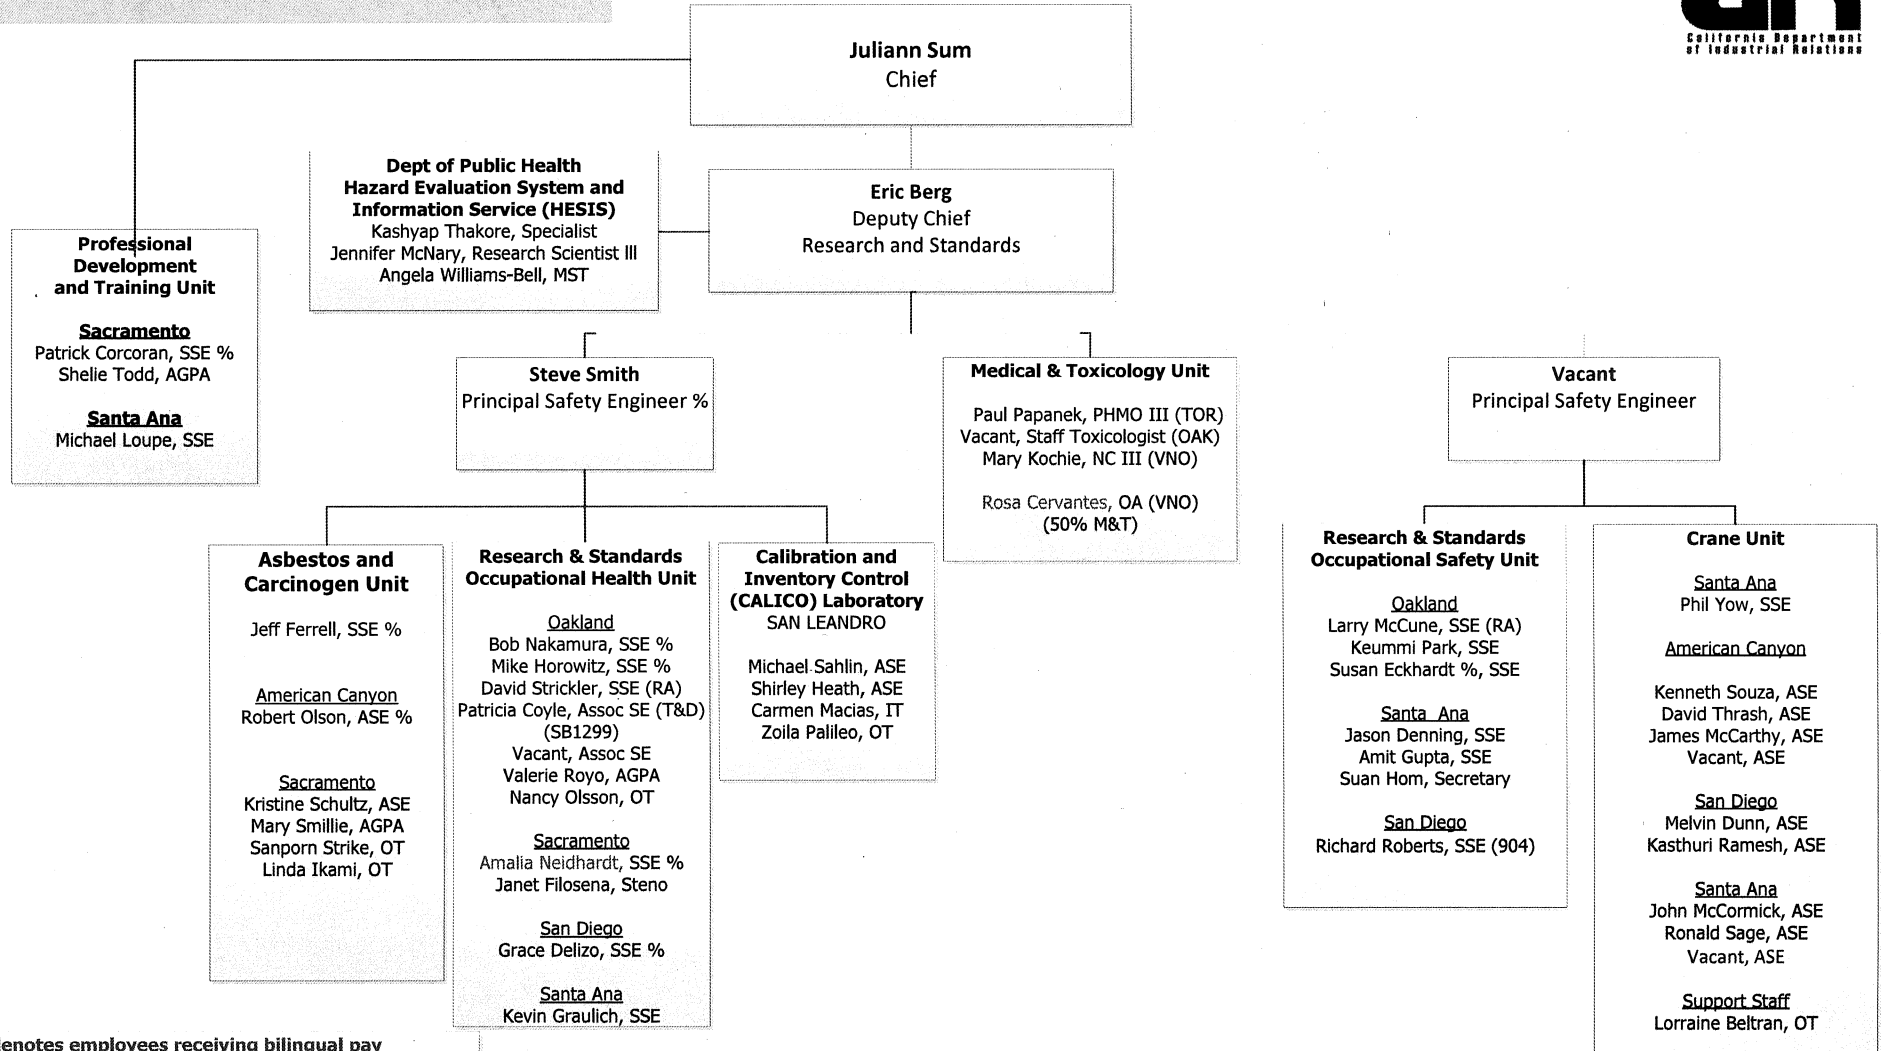 California Department
of Industrial Relations
Juliann Sum
Chief
Dept of Public Health
Hazard Evaluation System and
Information Service (HESIS)
Kashyap Thakore, Specialist
Jennifer McNary, Research Scientist III
Angela Williams-Bell, MST
Eric Berg
Deputy Chief
Research and Standards
Professional
Development
and Training Unit
Sacramento
Patrick Corcoran, SSE %
Shelie Todd, AGPA
Santa Ana
Michael Loupe, SSE
Steve Smith
Principal Safety Engineer %
Medical & Toxicology Unit
Paul Papanek, PHMO III (TOR)
Vacant, Staff Toxicologist (OAK)
Mary Kochie, NC III (VNO)
Rosa Cervantes, OA (VNO)
(50% M&T)
Vacant
Principal Safety Engineer
Asbestos and
Carcinogen Unit
Jeff Ferrell, SSE %
American Canyon
Robert Olson, ASE %
Sacramento
Kristine Schultz, ASE
Mary Smillie, AGPA
Sanporn Strike, OT
Linda Ikami, OT
Research & Standards
Occupational Health Unit
Oakland
Bob Nakamura, SSE %
Mike Horowitz, SSE %
David Strickler, SSE (RA)
Patricia Coyle, Assoc SE (T&D)
(SB1299)
Vacant, Assoc SE
Valerie Royo, AGPA
Nancy Olsson, OT
Sacramento
Amalia Neidhardt, SSE %
Janet Filosena, Steno
San Diego
Grace Delizo, SSE %
Santa Ana
Kevin Graulich, SSE
Calibration and
Inventory Control
(CALICO) Laboratory
SAN LEANDRO
Michael Sahlin, ASE
Shirley Heath, ASE
Carmen Macias, IT
Zoila Palileo, OT
Research & Standards
Occupational Safety Unit
Oakland
Larry McCune, SSE (RA)
Keummi Park, SSE
Susan Eckhardt %, SSE
Santa Ana
Jason Denning, SSE
Amit Gupta, SSE
Suan Hom, Secretary
San Diego
Richard Roberts, SSE (904)
Crane Unit
Santa Ana
Phil Yow, SSE
American Canyon
Kenneth Souza, ASE
David Thrash, ASE
James McCarthy, ASE
Vacant, ASE
San Diego
Melvin Dunn, ASE
Kasthuri Ramesh, ASE
Santa Ana
John McCormick, ASE
Ronald Sage, ASE
Vacant, ASE
Support Staff
Lorraine Beltran, OT
employees receiving bilingual pay